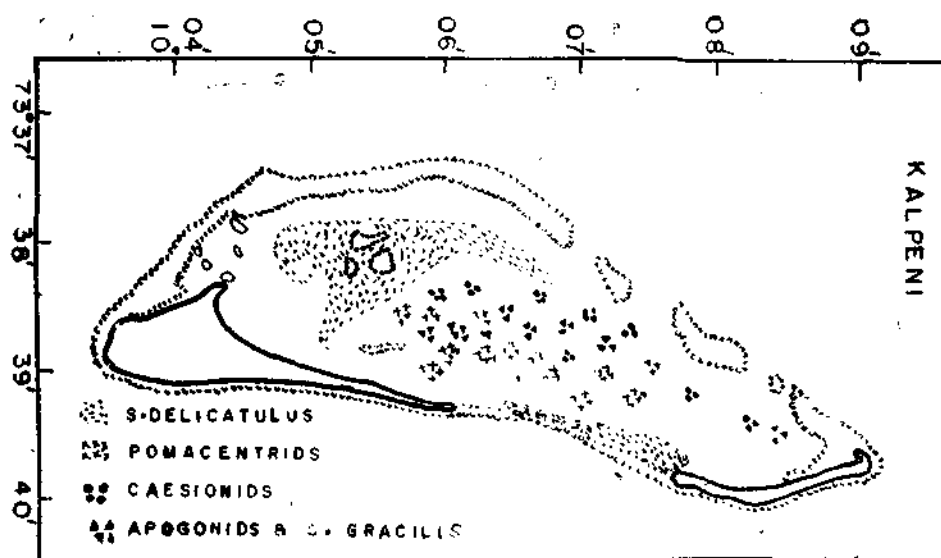 10° 04' 05' 06' 07' 08' 09'
73° 37'
38'
39'
40'
KALPENI
S. DELICATULUS
POMACENTRIDS
CAESIONIDS
APOGONIDS & S. GRACILIS